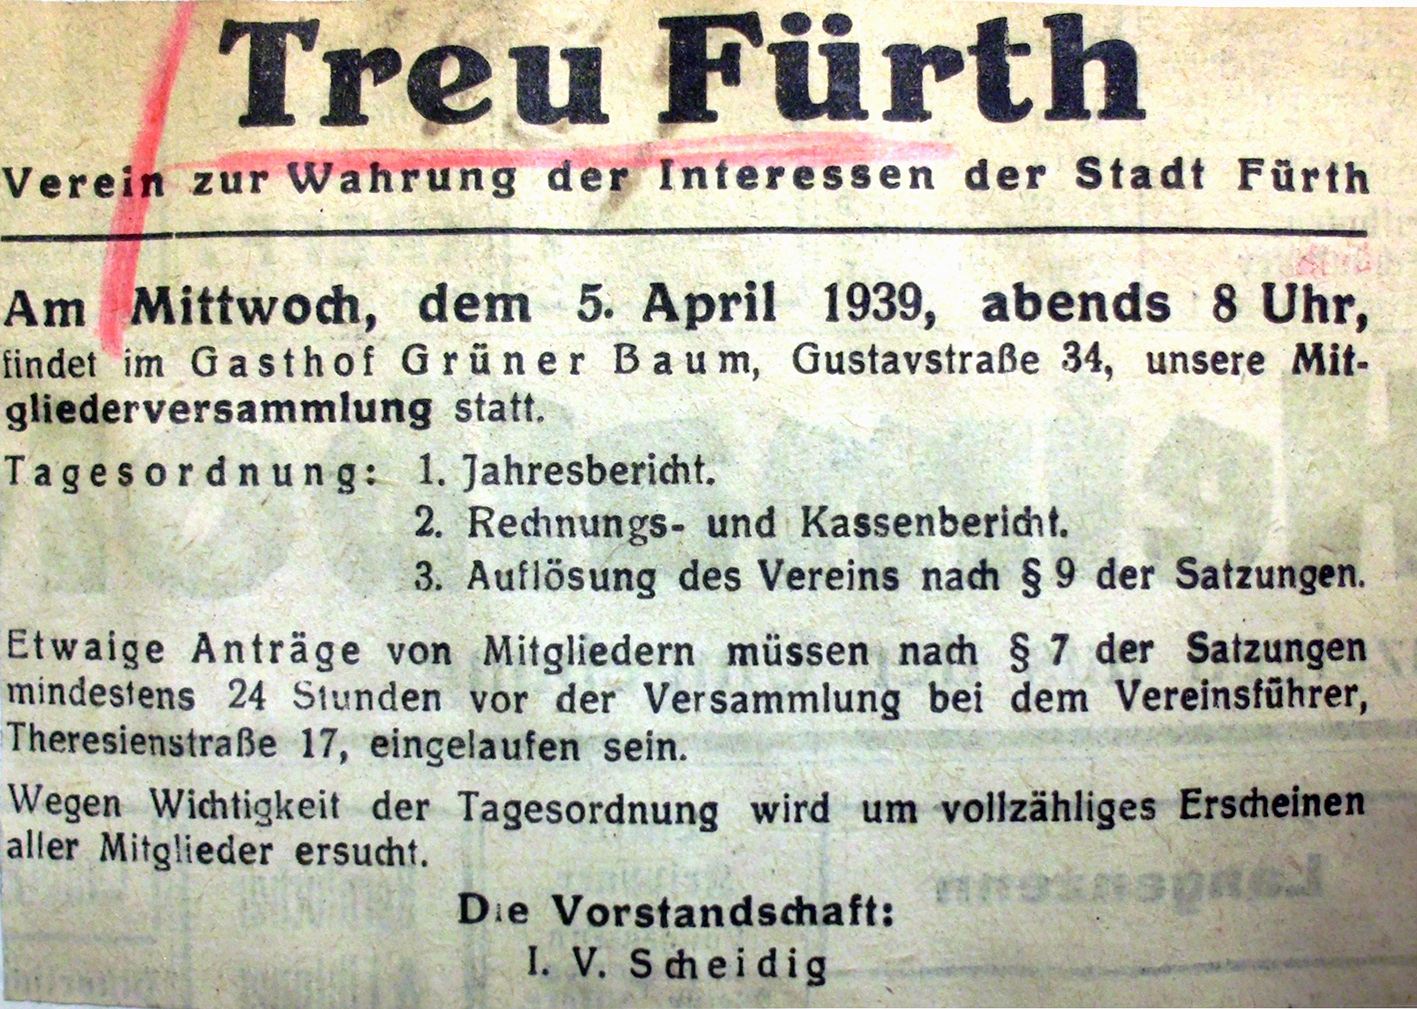 Treu Fürth
Verein zur Wahrung der Interessen der Stadt Fürth
Am Mittwoch, dem 5. April 1939, abends 8 Uhr,
findet im Gasthof Grüner Baum, Gustavstraße 34, unsere Mit-
gliederversammlung statt.
Tagesordnung: 1. Jahresbericht.
2. Rechnungs- und Kassenbericht.
3. Auflösung des Vereins nach § 9 der Satzungen.
Etwaige Anträge von Mitgliedern müssen nach § 7 der Satzungen
mindestens 24 Stunden vor der Versammlung bei dem Vereinsführer,
Theresienstraße 17, eingelaufen sein.
Wegen Wichtigkeit der Tagesordnung wird um vollzähliges Erscheinen
aller Mitglieder ersucht.
Die Vorstandschaft:
I. V. Scheidig